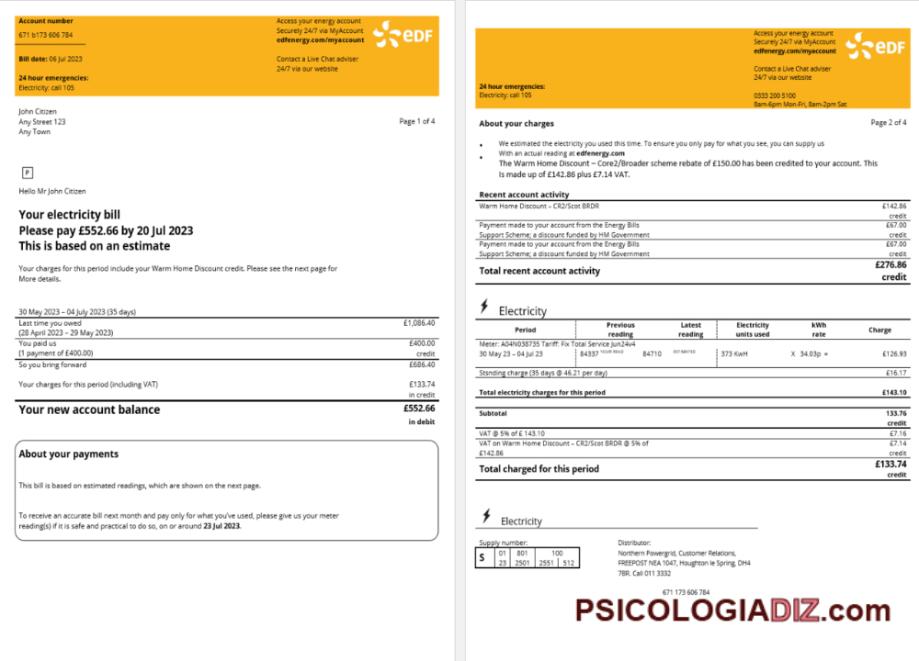 Account number
671 b173 606 784
Bill date: 06 Jul 2023
24 hour emergencies:
Electricity: call 105
Access your energy account
Securely 24/7 via MyAccount
edfenergy.com/myaccount
Contact a Live Chat adviser
24/7 via our website
eDF
John Citizen
Any Street 123
Any Town
Page 1 of 4
P
Hello Mr John Citizen
Your electricity bill
Please pay £552.66 by 20 Jul 2023
This is based on an estimate
Your charges for this period include your Warm Home Discount credit. Please see the next page for
More details.
30 May 2023 – 04 July 2023 (35 days)
Last time you owed £1,086.40
(28 April 2023 – 29 May 2023)
You paid us £400.00
(1 payment of £400.00) credit
So you bring forward £686.40
Your charges for this period (including VAT) £133.74
in credit
Your new account balance £552.66
in debit
About your payments
This bill is based on estimated readings, which are shown on the next page.
To receive an accurate bill next month and pay only for what you've used, please give us your meter
reading(s) if it is safe and practical to do so, on or around 23 Jul 2023.
24 hour emergencies:
Electricity: call 105
Access your energy account
Securely 24/7 via MyAccount
edfenergy.com/myaccount
Contact a Live Chat adviser
24/7 via our website
0333 200 5100
8am-6pm Mon-Fri, 8am-2pm Sat
eDF
About your charges
Page 2 of 4
We estimated the electricity you used this time. To ensure you only pay for what you see, you can supply us
With an actual reading at edfenergy.com
The Warm Home Discount – Core2/Broader scheme rebate of £150.00 has been credited to your account. This
Is made up of £142.86 plus £7.14 VAT.
Recent account activity
Warm Home Discount – CR2/Scot BRDR £142.86
credit
Payment made to your account from the Energy Bills £67.00
Support Scheme; a discount funded by HM Government credit
Payment made to your account from the Energy Bills £67.00
Support Scheme; a discount funded by HM Government credit
Total recent account activity £276.86
credit
Electricity
Period Previous reading Latest reading Electricity units used kWh rate Charge
Meter: A04N038735 Tariff: Fix Total Service Jun24v4
30 May 23 – 04 Jul 23 84337 84710 373 KwH X 34.03p = £126.93
Stsnding charge (35 days @ 46.21 per day) £16.17
Total electricity charges for this period £143.10
Subtotal 133.76
credit
VAT @ 5% of £ 143.10 £7.16
VAT on Warm Home Discount – CR2/Scot BRDR @ 5% of £7.14
£142.86 credit
Total charged for this period £133.74
credit
Electricity
Supply number:
S 01 801 100
23 2501 2551 512
Distributor:
Northern Powergrid, Customer Relations,
FREEPOST NEA 1047, Houghton le Spring, DH4
7BR. Call 011 3332
671 173 606 784
PSICOLOGIADIZ.com